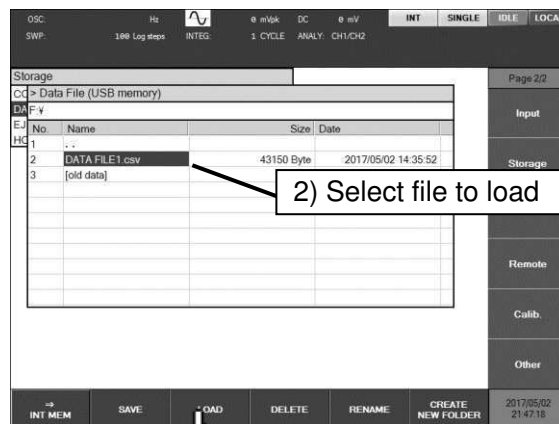 OSC: Hz 0 mVpk DC 0 mV INT SINGLE IDLE LOCA
SWP: 100 Log steps INTEG: 1 CYCLE ANALY: CH1/CH2
Storage Page 2/2
> Data File (USB memory)
DA F:¥
EJ No. Name Size Date
1 ..
2 DATA FILE1.csv 43150 Byte 2017/05/02 14:35:52
3 [old data]
Input
Storage
2) Select file to load
Remote
Calib.
Other
⇒
INT MEM SAVE LOAD DELETE RENAME CREATE
NEW FOLDER
2017/05/02
21:47:18